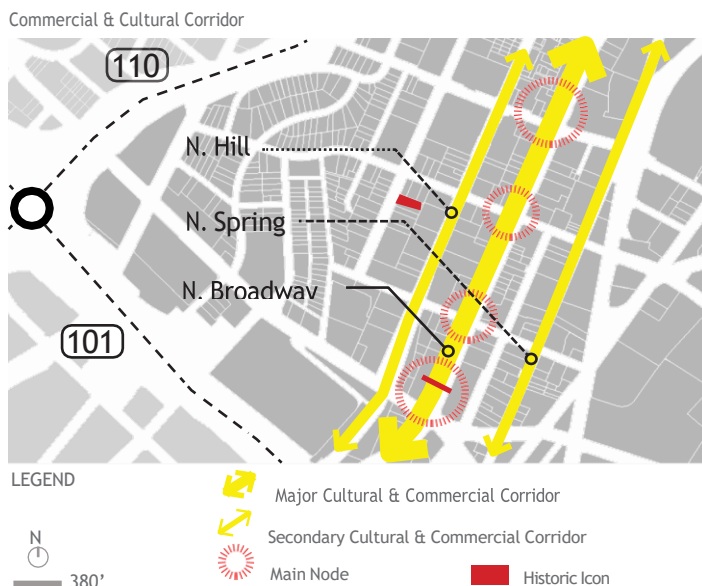 Commercial & Cultural Corridor
110
N. Hill
N. Spring
N. Broadway
101
LEGEND
Major Cultural & Commercial Corridor
Secondary Cultural & Commercial Corridor
N
Main Node
Historic Icon
380'